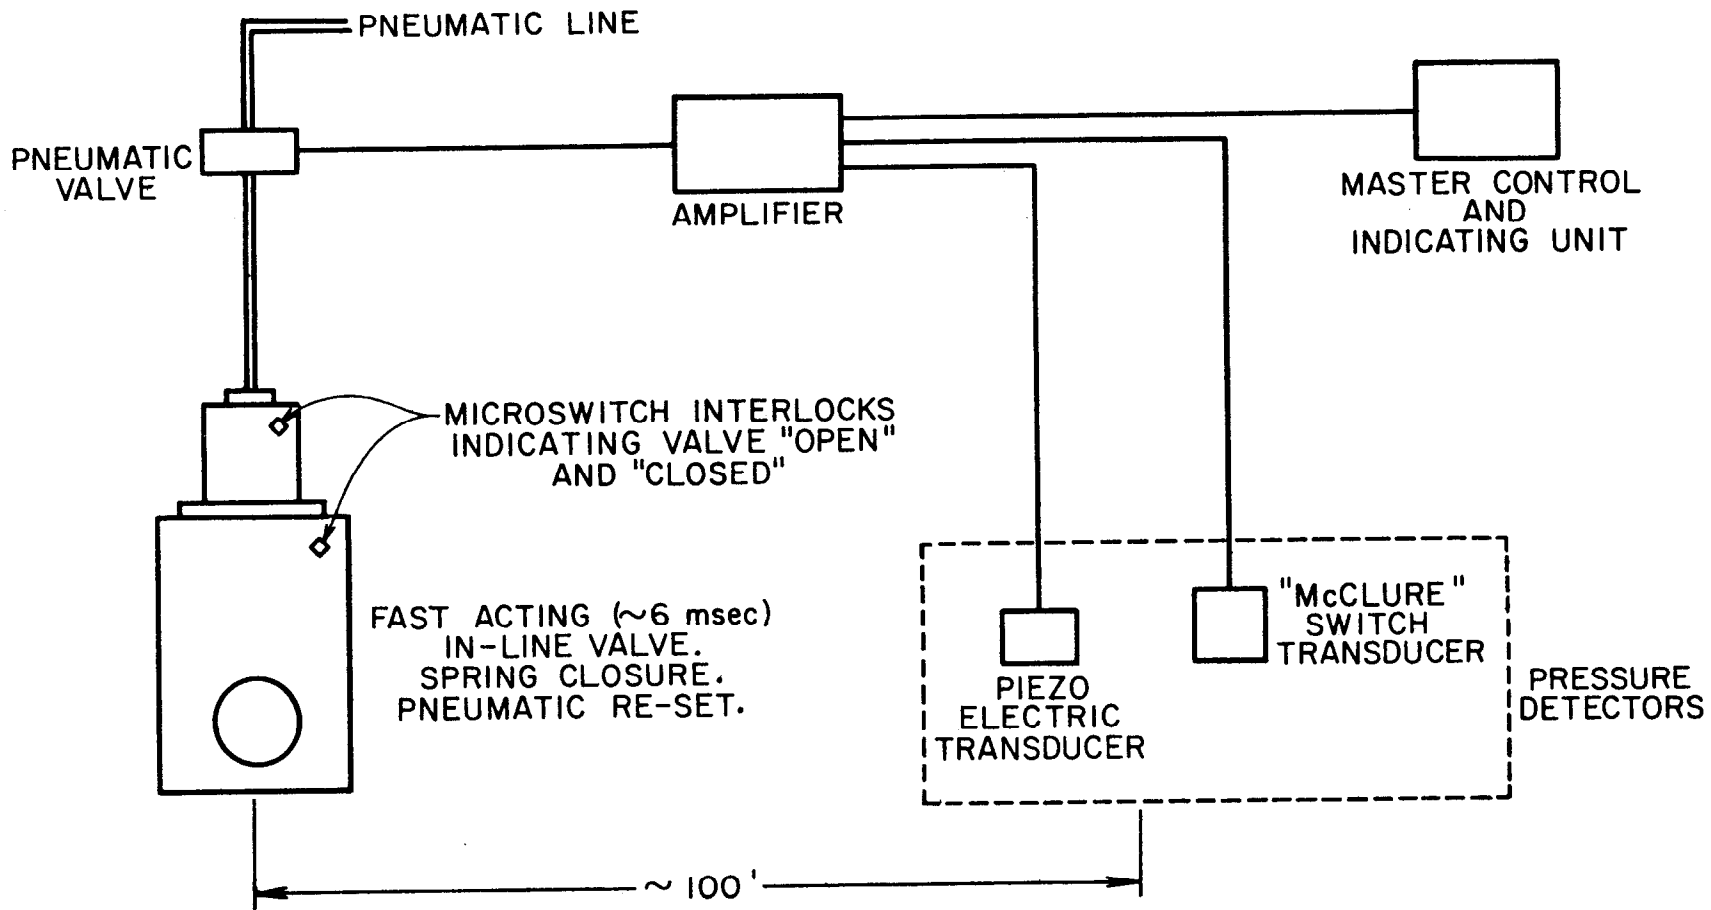 PNEUMATIC LINE
PNEUMATIC
VALVE
AMPLIFIER
MASTER CONTROL
AND
INDICATING UNIT
MICROSWITCH INTERLOCKS
INDICATING VALVE "OPEN"
AND "CLOSED"
FAST ACTING (~6 msec)
IN-LINE VALVE.
SPRING CLOSURE.
PNEUMATIC RE-SET.
PIEZO
ELECTRIC
TRANSDUCER
"McCLURE"
SWITCH
TRANSDUCER
PRESSURE
DETECTORS
~ 100'